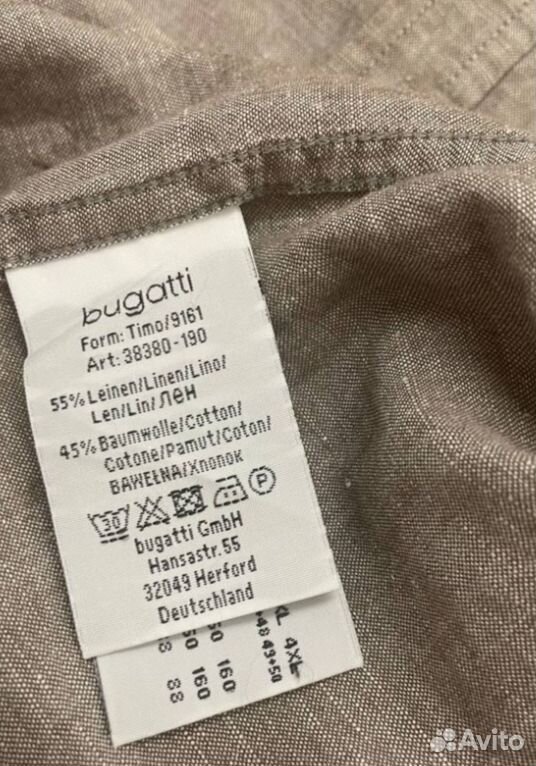 bugatti
Form: Timo/9161
Art: 38380-190
55% Leinen/Linen/Lino/
Len/Lin/Лен
45% Baumwolle/Cotton/
Cotone/Pamut/Coton/
BAWEŁNA/Хлопок
30
P
bugatti GmbH
Hansastr. 55
32049 Herford
Deutschland
XL 4XL
+48 49+50
50 160
50 160
88
Avito